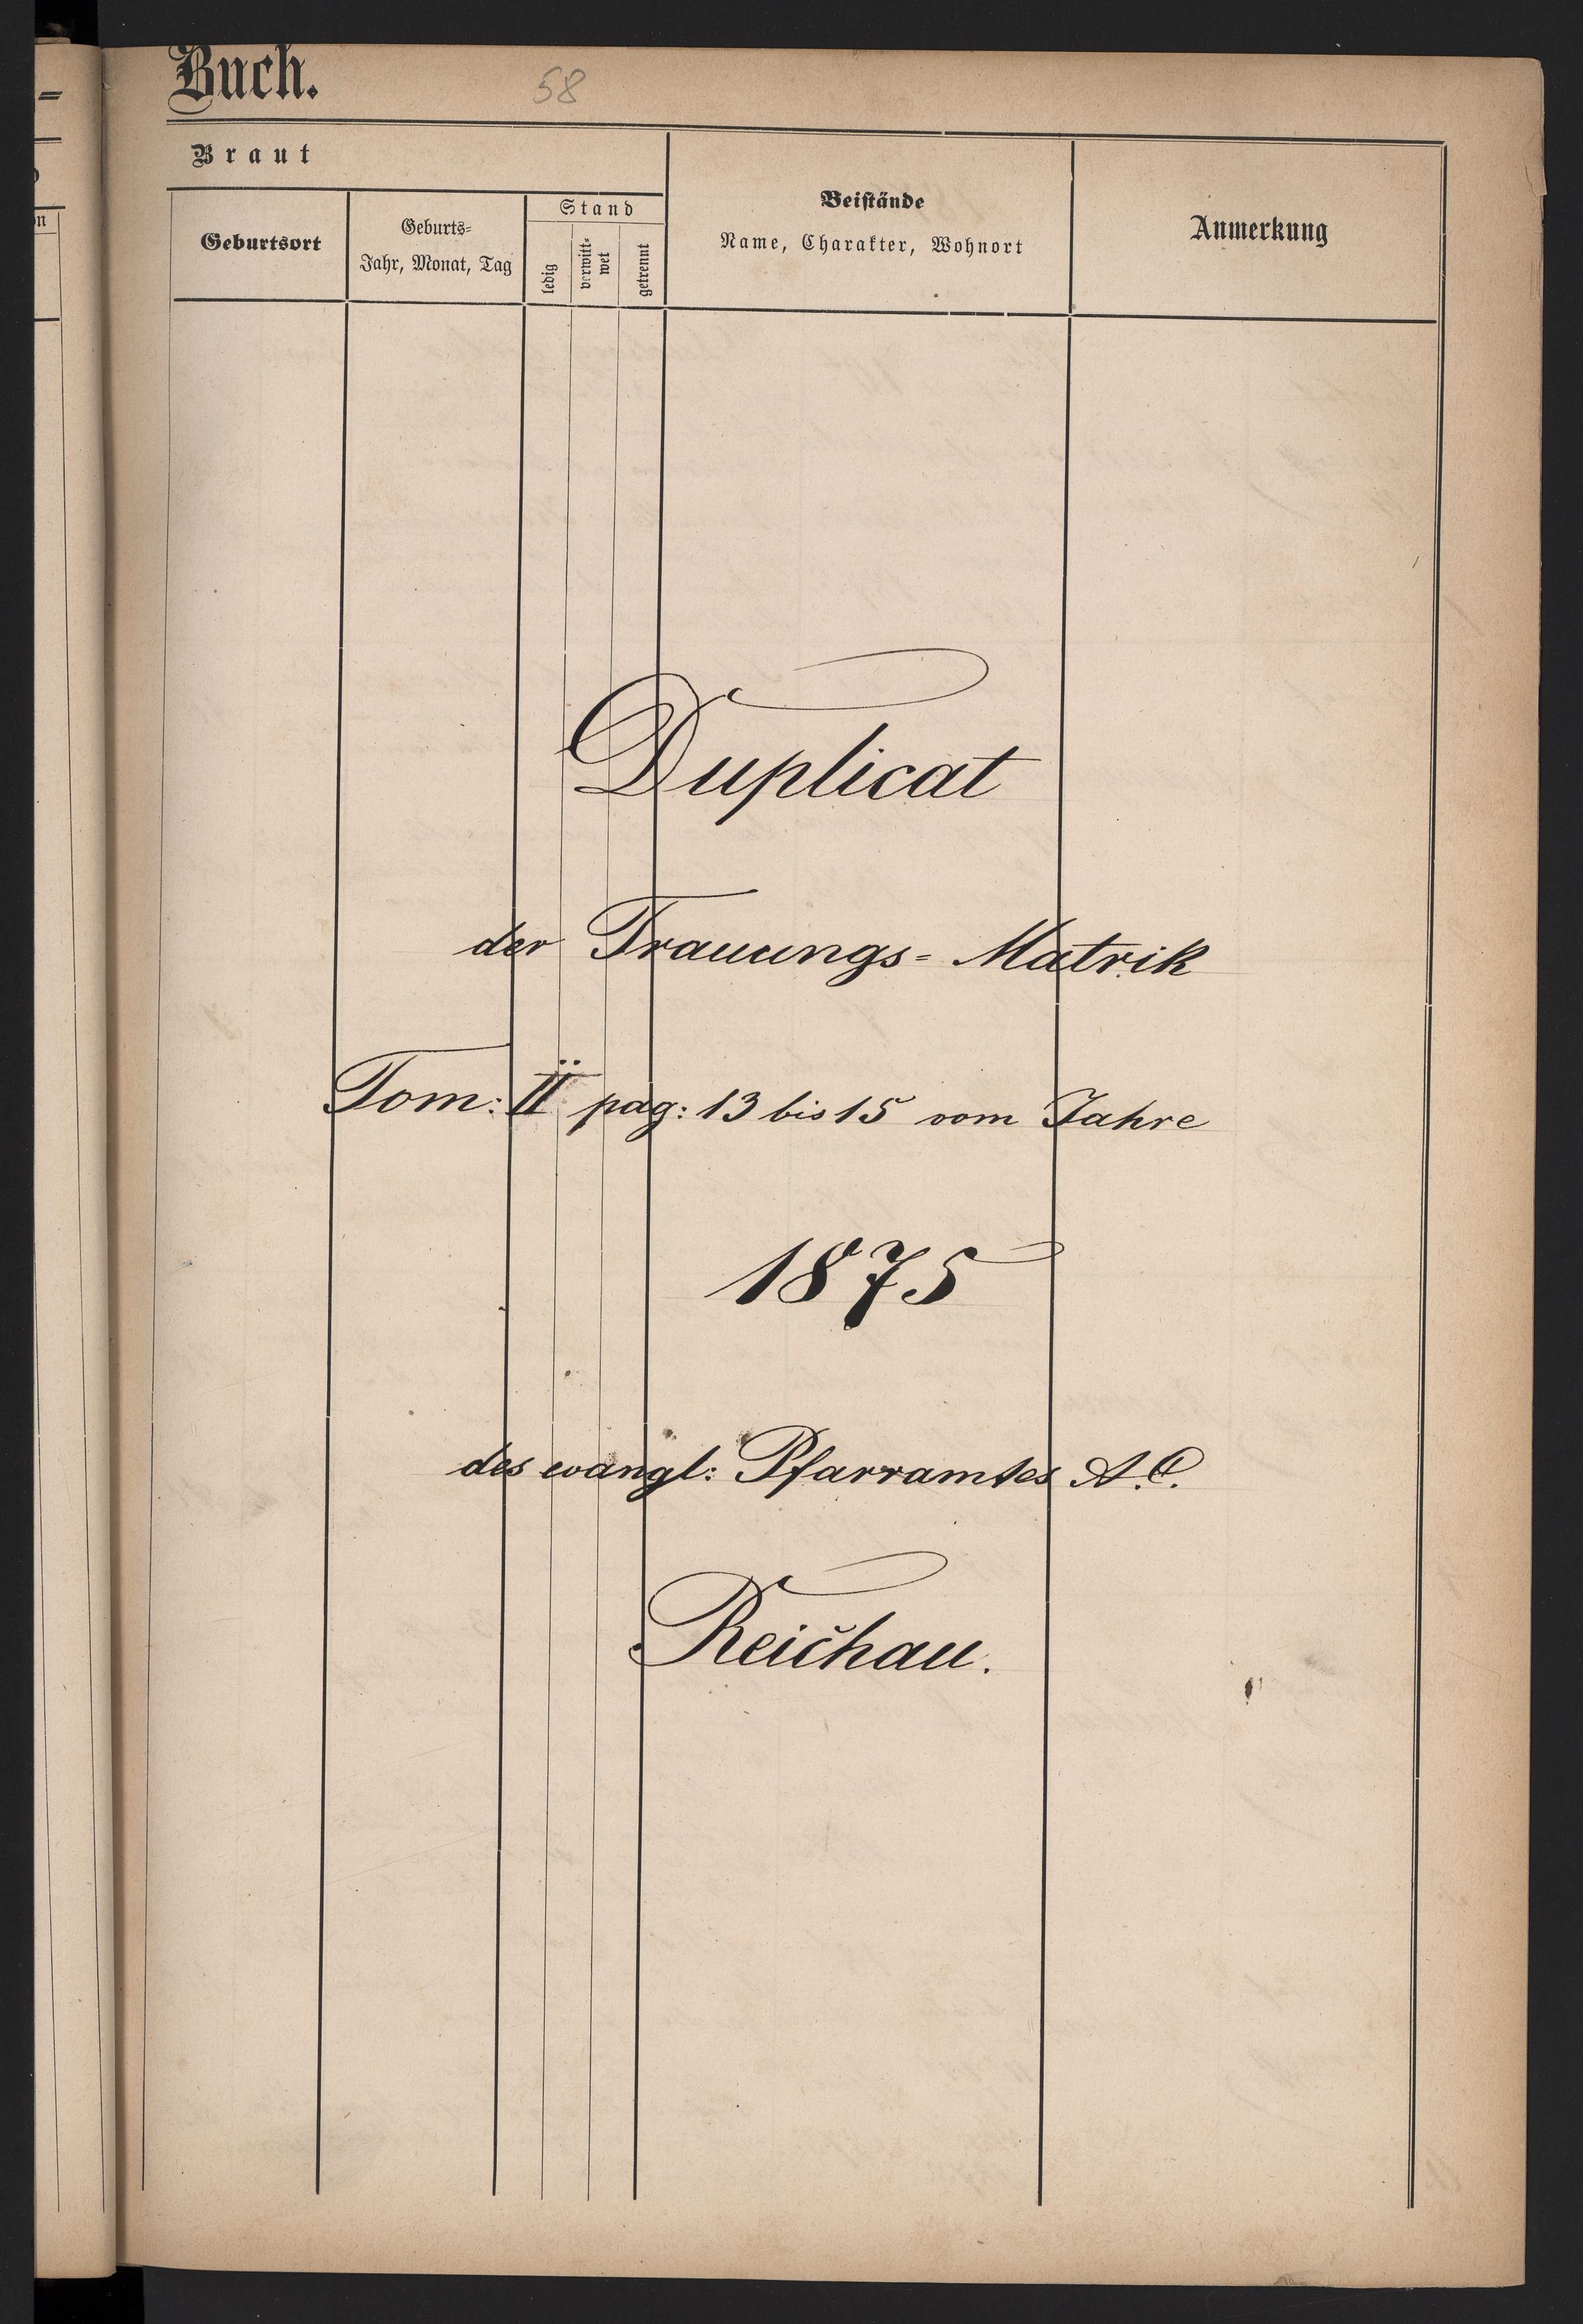 Buch.
58
Braut
Geburtsort
Geburts-
Jahr, Monat, Tag
Stand
ledig
verwitt-
wet
getrennt
Beistände
Name, Charakter, Wohnort
Anmerkung
Duplicat
der Trauungs- Matrik
Tom: II pag: 13 bis 15 vom Jahre
1875
des evangl: Pfarramtes A.C.
Reichau.